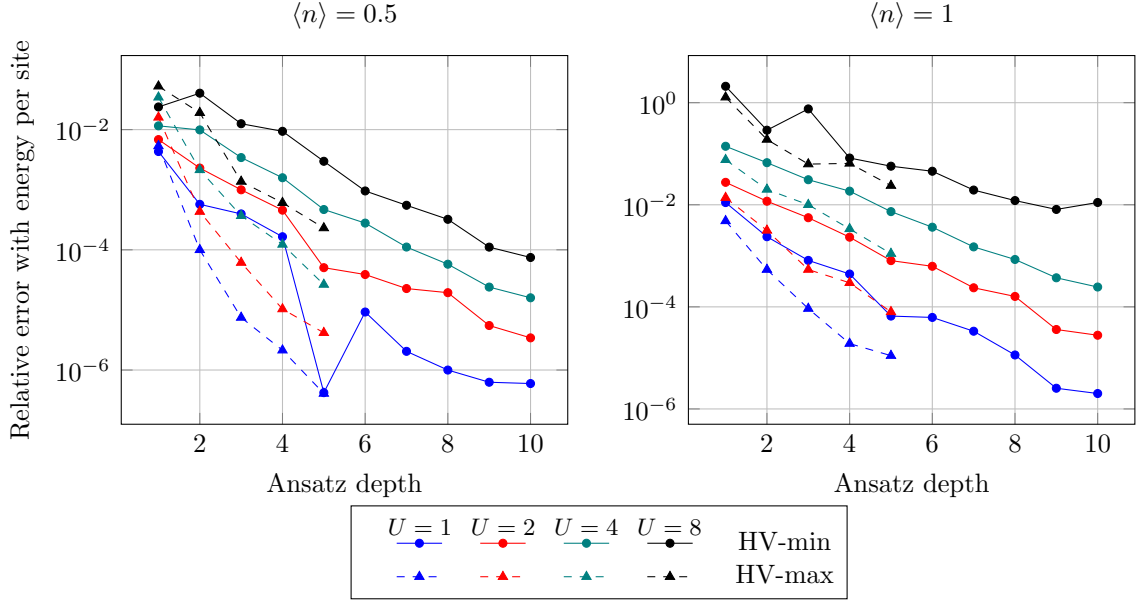 ⟨n⟩ = 0.5
⟨n⟩ = 1
Relative error with energy per site
10⁻²
10⁻⁴
10⁻⁶
2 4 6 8 10
Ansatz depth
10⁰
10⁻²
10⁻⁴
10⁻⁶
2 4 6 8 10
Ansatz depth
U = 1 U = 2 U = 4 U = 8
HV-min
HV-max